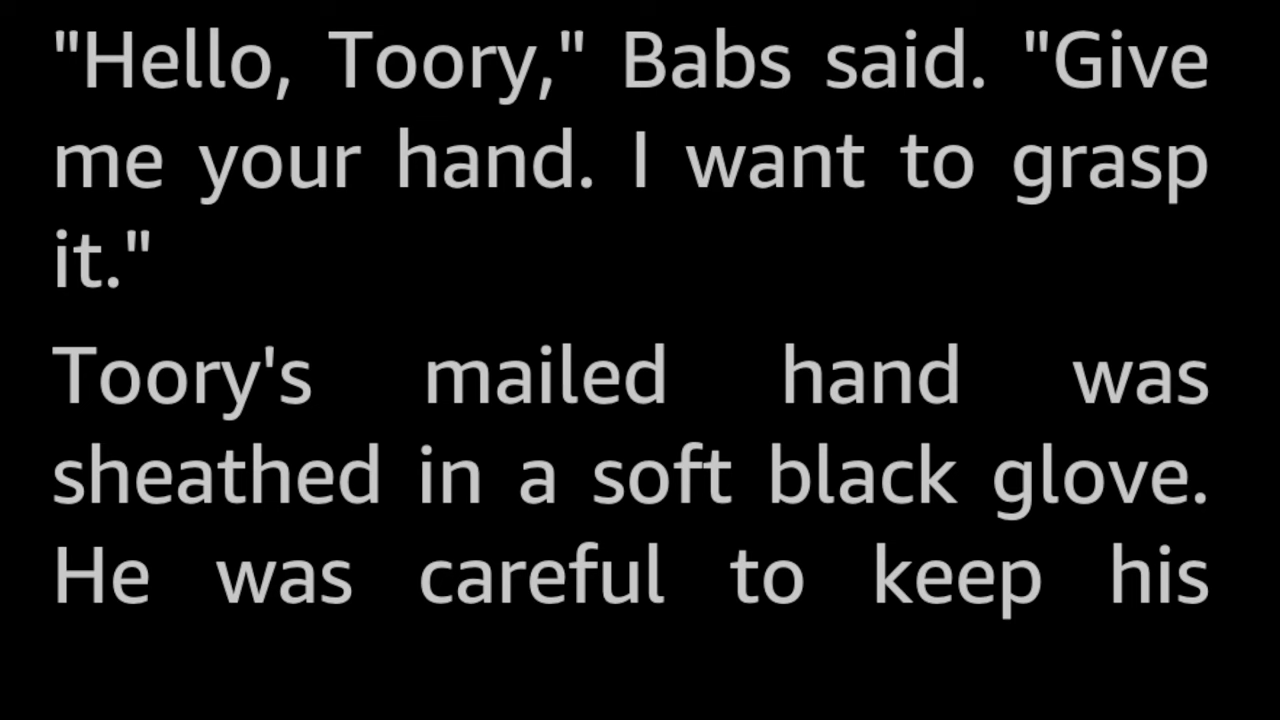 "Hello, Toory," Babs said. "Give
me your hand. I want to grasp
it."
Toory's mailed hand was
sheathed in a soft black glove.
He was careful to keep his